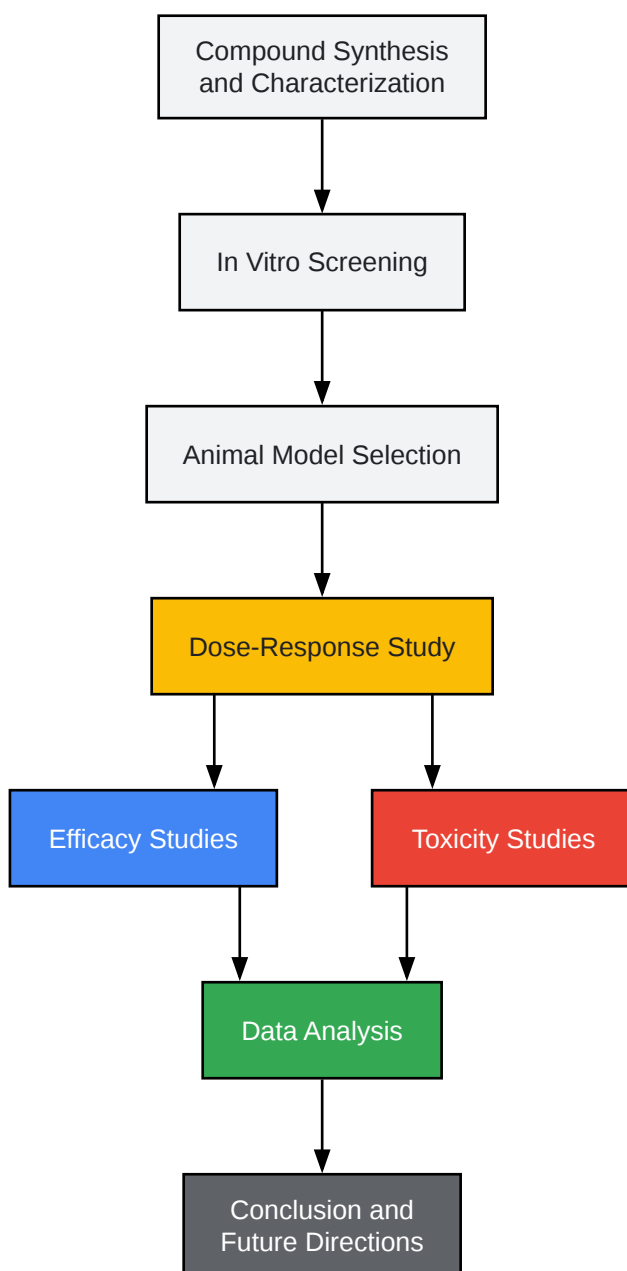 Compound Synthesis
and Characterization
In Vitro Screening
Animal Model Selection
Dose-Response Study
Efficacy Studies
Toxicity Studies
Data Analysis
Conclusion and
Future Directions